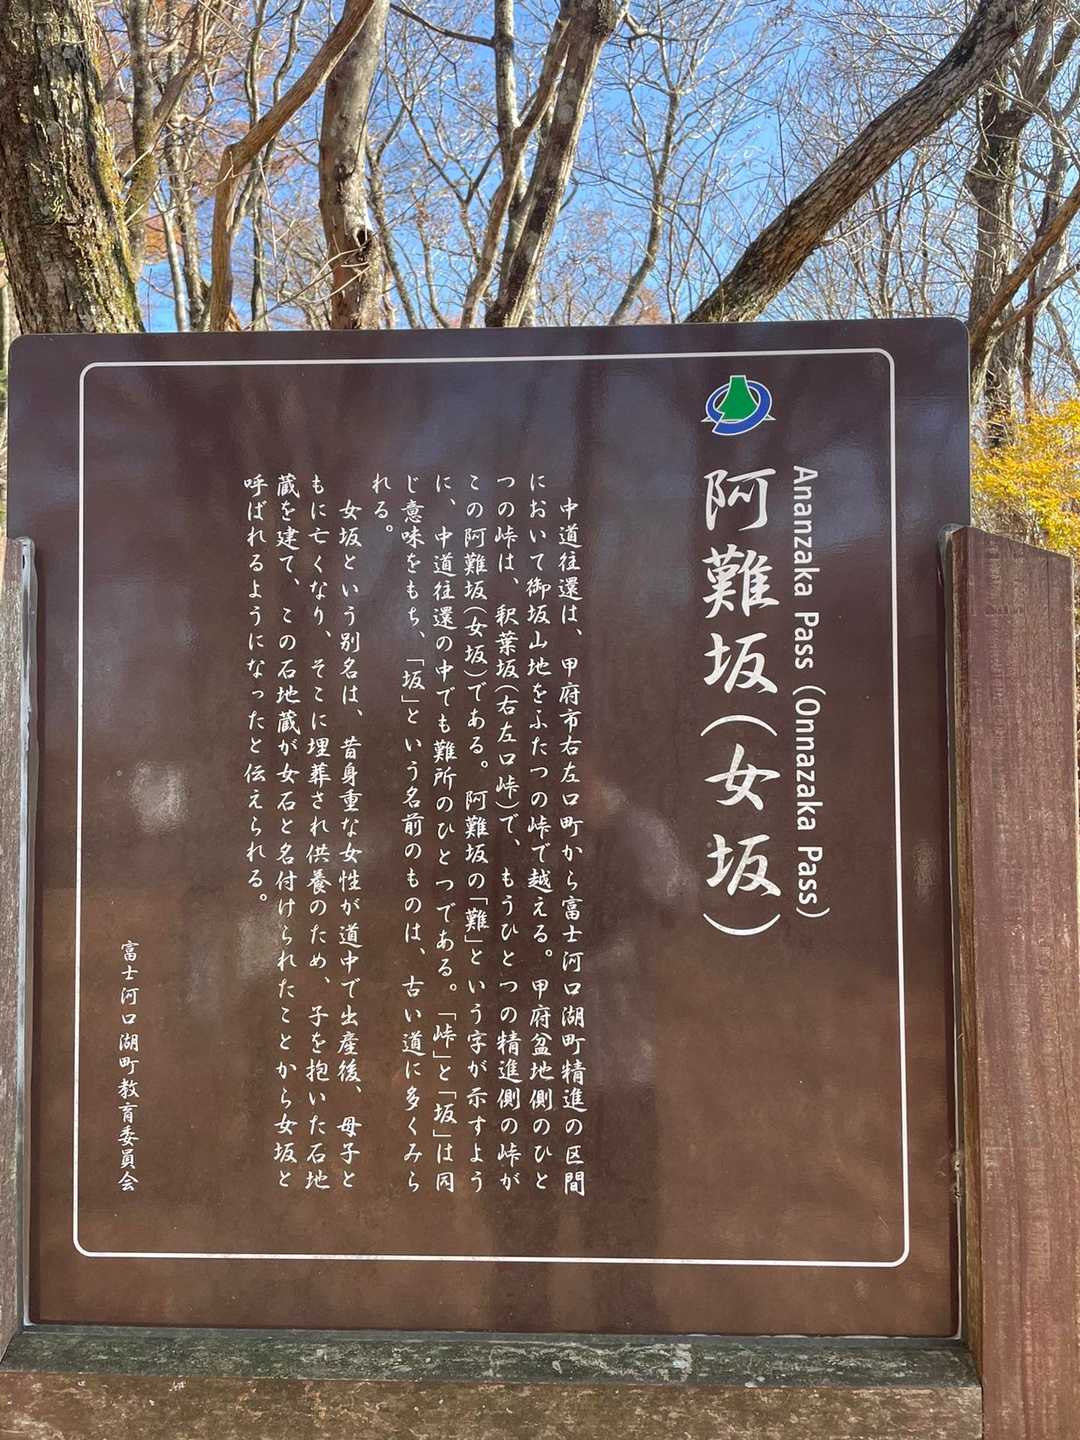 Ananzaka Pass (Onnazaka Pass)
阿難坂(女坂)
中道往還は、甲府市右左口町から富士河口湖町精進の区間
において御坂山地をふたつの峠で越える。甲府盆地側のひと
つの峠は、釈葉坂(右左口峠)で、もうひとつの精進側の峠が
この阿難坂(女坂)である。阿難坂の「難」という字が示すよう
に、中道往還の中でも難所のひとつである。「峠」と「坂」は同
じ意味をもち、「坂」という名前のものは、古い道に多くみら
れる。
女坂という別名は、昔身重な女性が道中で出産後、母子と
もに亡くなり、そこに埋葬され供養のため、子を抱いた石地
蔵を建て、この石地蔵が女石と名付けられたことから女坂と
呼ばれるようになったと伝えられる。
富士河口湖町教育委員会